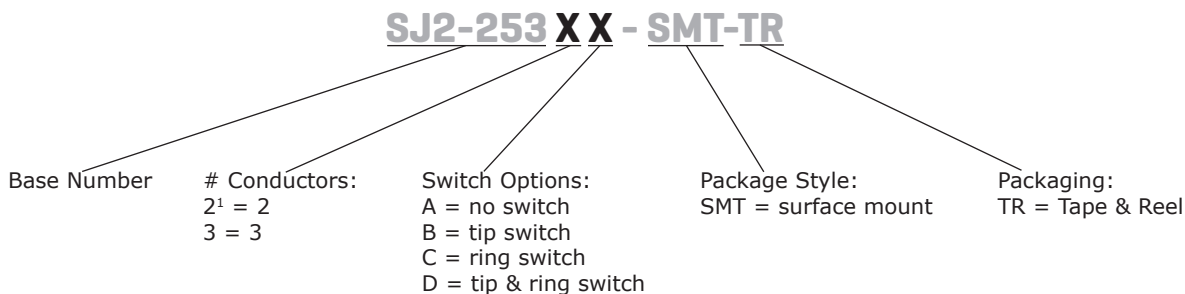 SJ2-253 X X - SMT-TR
Base Number
# Conductors:
2¹ = 2
3 = 3
Switch Options:
A = no switch
B = tip switch
C = ring switch
D = tip & ring switch
Package Style:
SMT = surface mount
Packaging:
TR = Tape & Reel